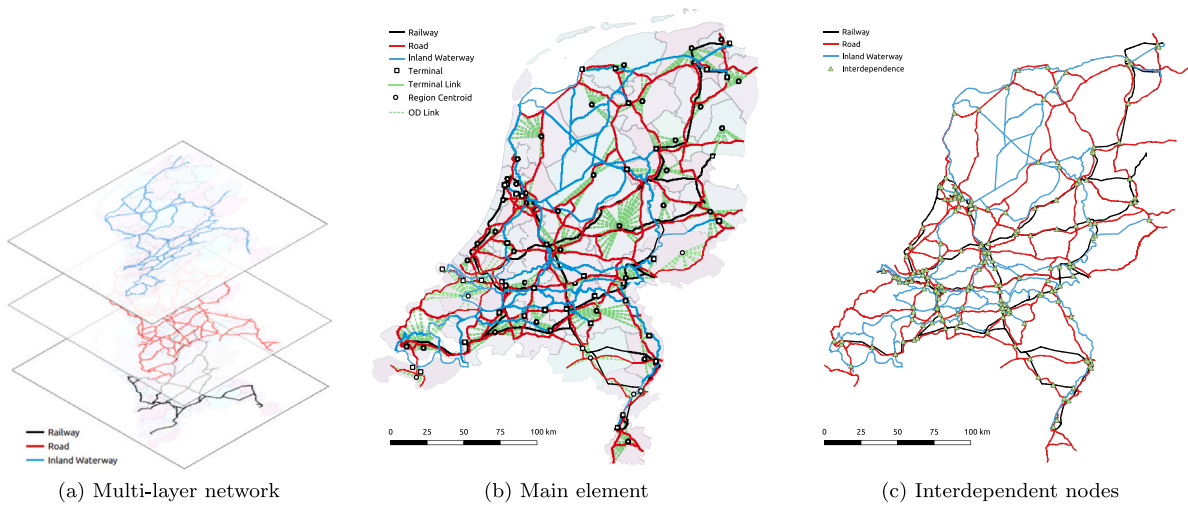 Railway
Road
Inland Waterway
(a) Multi-layer network
Railway
Road
Inland Waterway
Terminal
Terminal Link
Region Centroid
OD Link
0 25 50 75 100 km
(b) Main element
Railway
Road
Inland Waterway
Interdependence
0 25 50 75 100 km
(c) Interdependent nodes